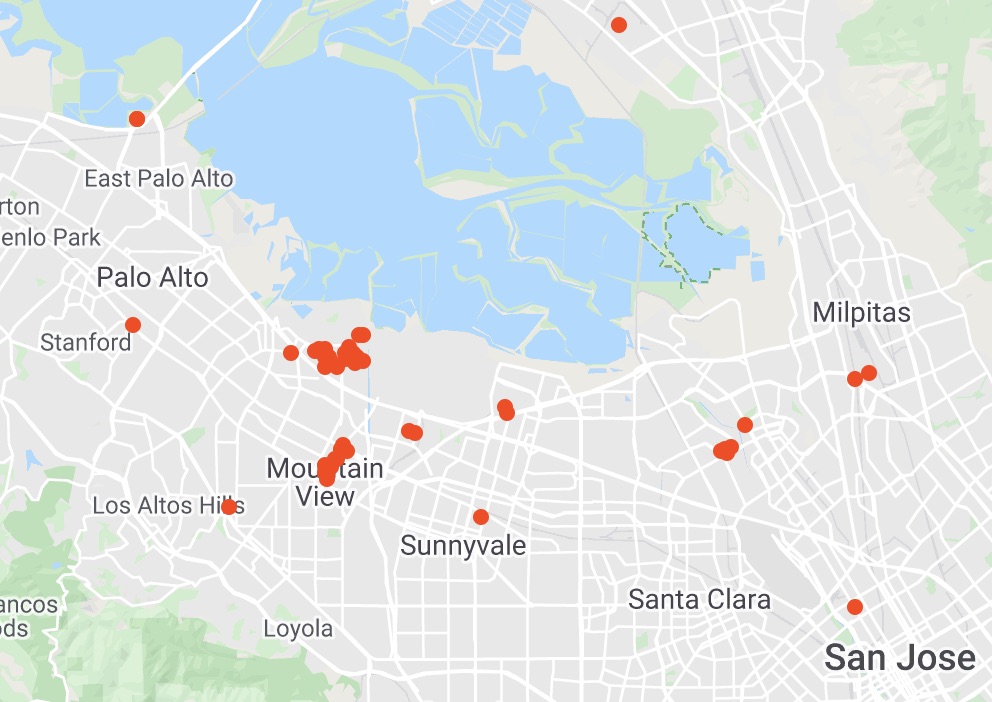 East Palo Alto
rton
enlo Park
Palo Alto
Milpitas
Stanford
Mountain
View
Los Altos Hills
Sunnyvale
Santa Clara
ancos
ods
Loyola
San Jose